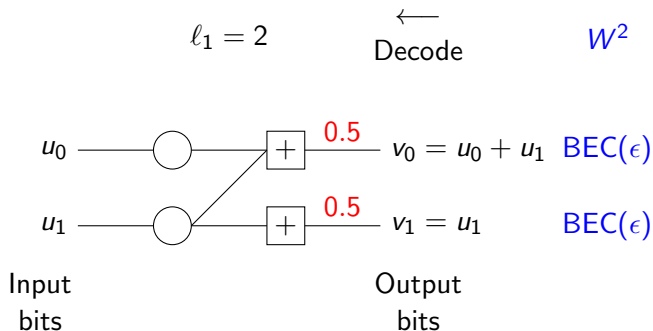 ℓ₁ = 2
←
Decode
W²
u₀
+
0.5
v₀ = u₀ + u₁
BEC(ϵ)
u₁
+
0.5
v₁ = u₁
BEC(ϵ)
Input
bits
Output
bits